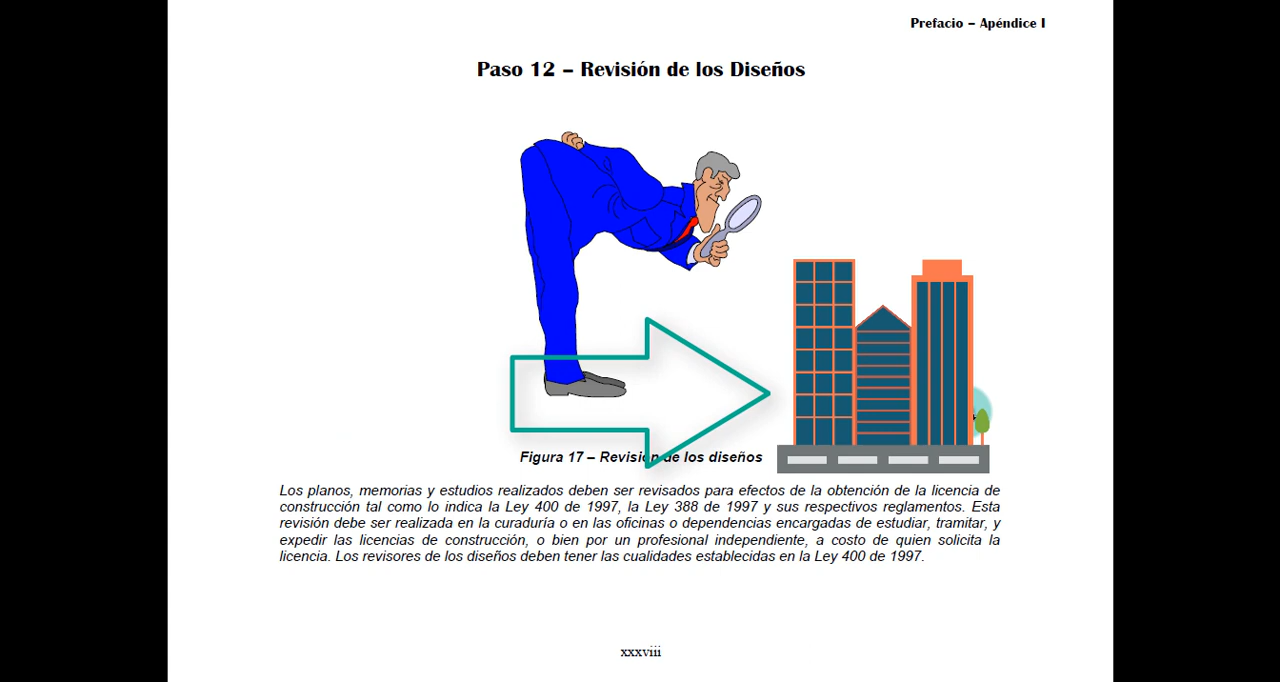 Prefacio – Apéndice I
Paso 12 – Revisión de los Diseños
Figura 17 – Revisión de los diseños
Los planos, memorias y estudios realizados deben ser revisados para efectos de la obtención de la licencia de
construcción tal como lo indica la Ley 400 de 1997, la Ley 388 de 1997 y sus respectivos reglamentos. Esta
revisión debe ser realizada en la curaduría o en las oficinas o dependencias encargadas de estudiar, tramitar, y
expedir las licencias de construcción, o bien por un profesional independiente, a costo de quien solicita la
licencia. Los revisores de los diseños deben tener las cualidades establecidas en la Ley 400 de 1997.
xxxviii